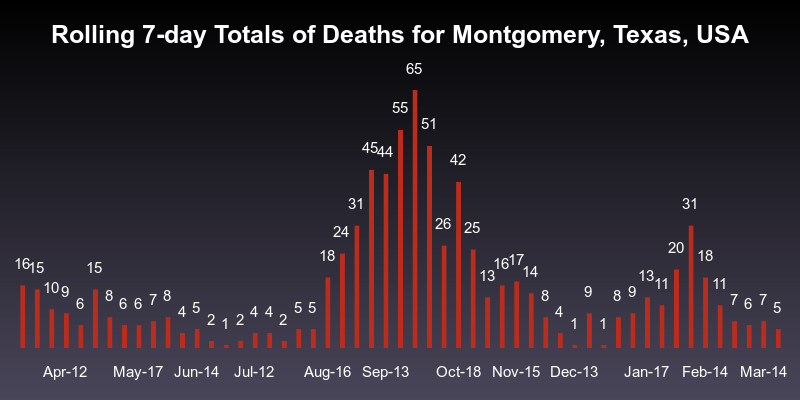 Rolling 7-day Totals of Deaths for Montgomery, Texas, USA
16 15 10 9 6 15 8 6 6 7 8 4 5 2 1 2 4 4 2 5 5 18 24 31 45 44 55 65 51 26 42 25 13 16 17 14 8 4 1 9 1 8 9 13 11 20 31 18 11 7 6 7 5
Apr-12 May-17 Jun-14 Jul-12 Aug-16 Sep-13 Oct-18 Nov-15 Dec-13 Jan-17 Feb-14 Mar-14